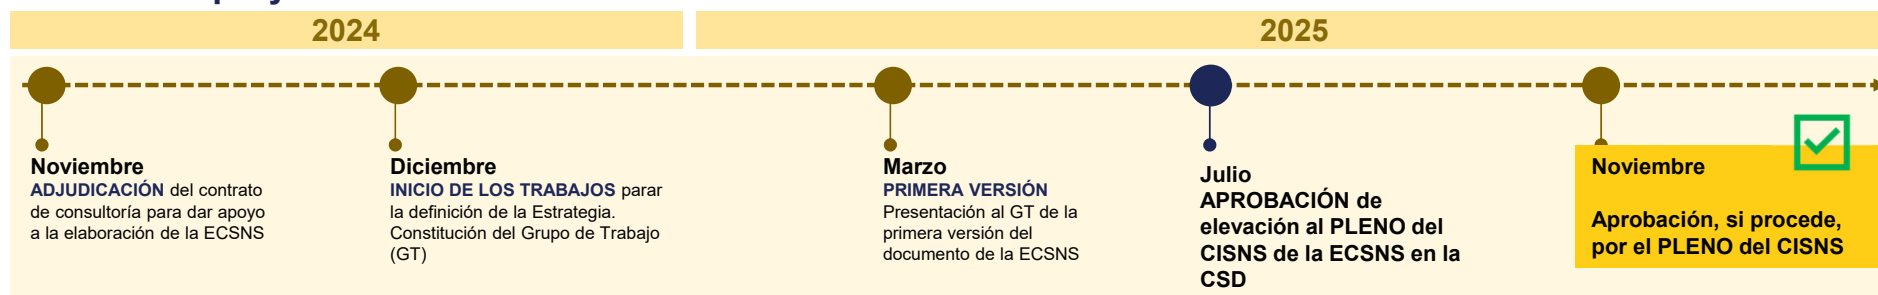 2024
2025
Noviembre
ADJUDICACIÓN del contrato
de consultoría para dar apoyo
a la elaboración de la ECSNS
Diciembre
INICIO DE LOS TRABAJOS parar
la definición de la Estrategia.
Constitución del Grupo de Trabajo
(GT)
Marzo
PRIMERA VERSIÓN
Presentación al GT de la
primera versión del
documento de la ECSNS
Julio
APROBACIÓN de
elevación al PLENO del
CISNS de la ECSNS en la
CSD
Noviembre
Aprobación, si procede,
por el PLENO del CISNS